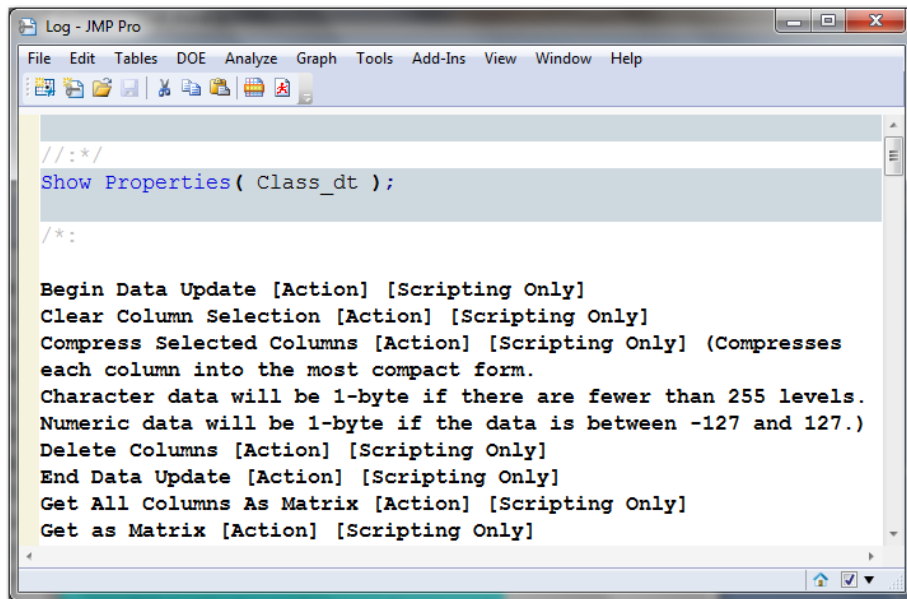 Log - JMP Pro
File Edit Tables DOE Analyze Graph Tools Add-Ins View Window Help
//:*/
Show Properties( Class_dt );
/*:
Begin Data Update [Action] [Scripting Only]
Clear Column Selection [Action] [Scripting Only]
Compress Selected Columns [Action] [Scripting Only] (Compresses
each column into the most compact form.
Character data will be 1-byte if there are fewer than 255 levels.
Numeric data will be 1-byte if the data is between -127 and 127.)
Delete Columns [Action] [Scripting Only]
End Data Update [Action] [Scripting Only]
Get All Columns As Matrix [Action] [Scripting Only]
Get as Matrix [Action] [Scripting Only]